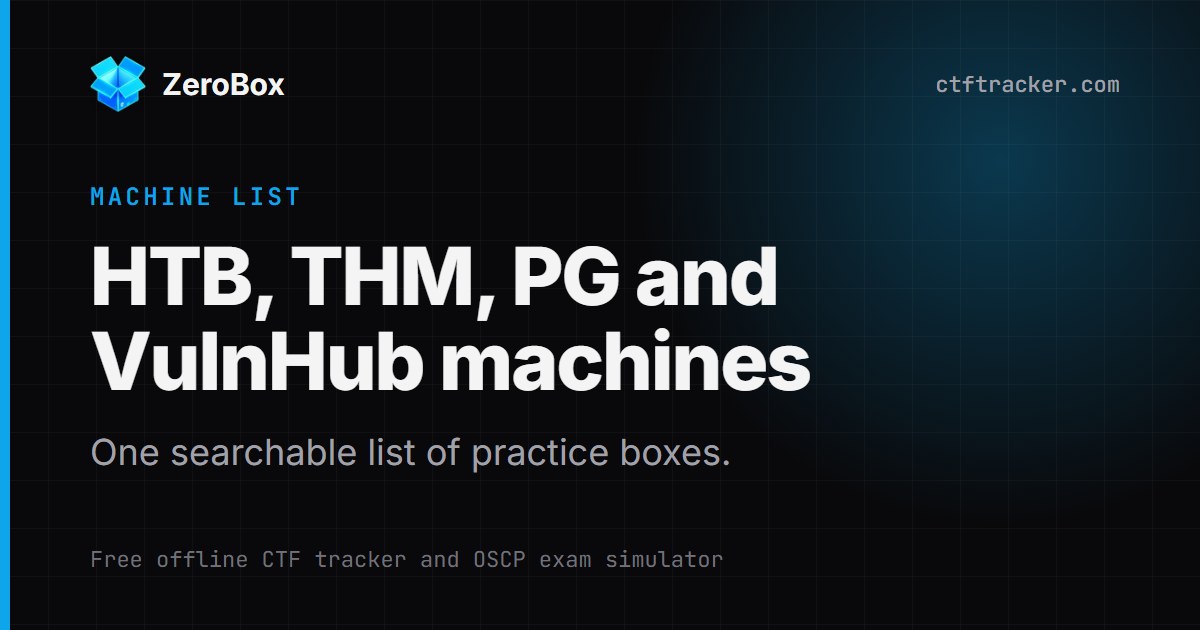 ZeroBox
ctftracker.com
MACHINE LIST
HTB, THM, PG and
VulnHub machines
One searchable list of practice boxes.
Free offline CTF tracker and OSCP exam simulator